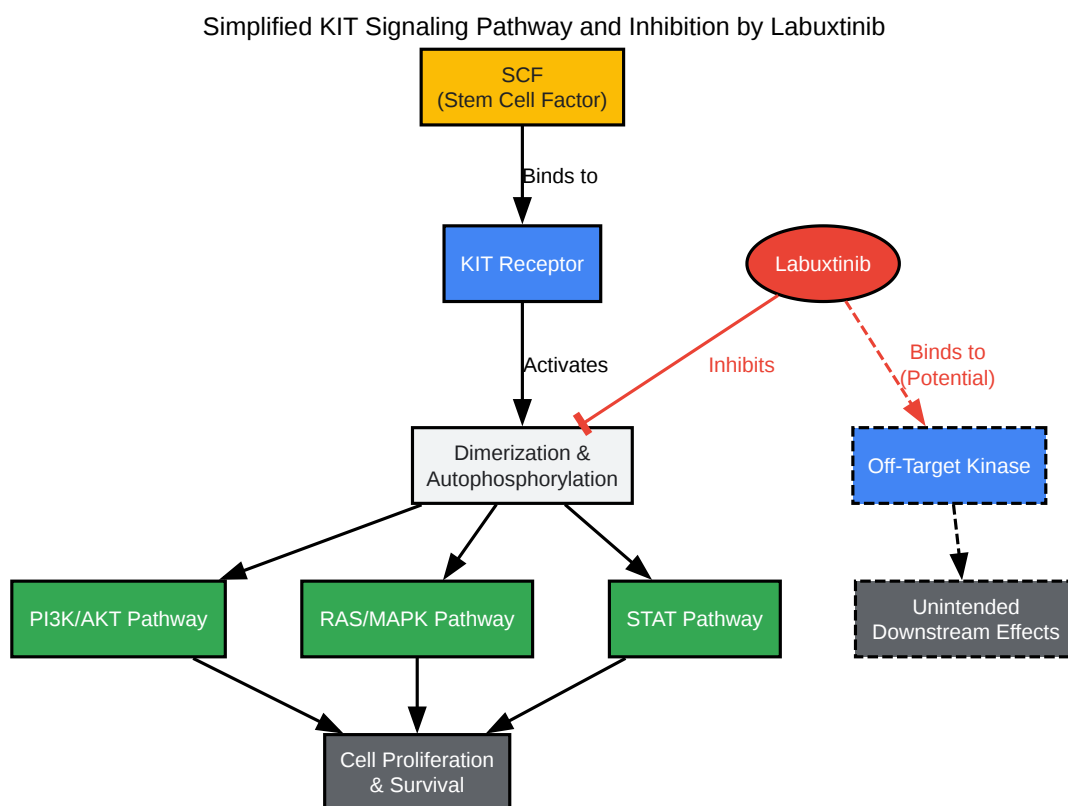 Simplified KIT Signaling Pathway and Inhibition by Labuxtinib
SCF
(Stem Cell Factor)
Binds to
KIT Receptor
Labuxtinib
Activates
Inhibits
Binds to
(Potential)
Dimerization &
Autophosphorylation
Off-Target Kinase
PI3K/AKT Pathway
RAS/MAPK Pathway
STAT Pathway
Unintended
Downstream Effects
Cell Proliferation
& Survival